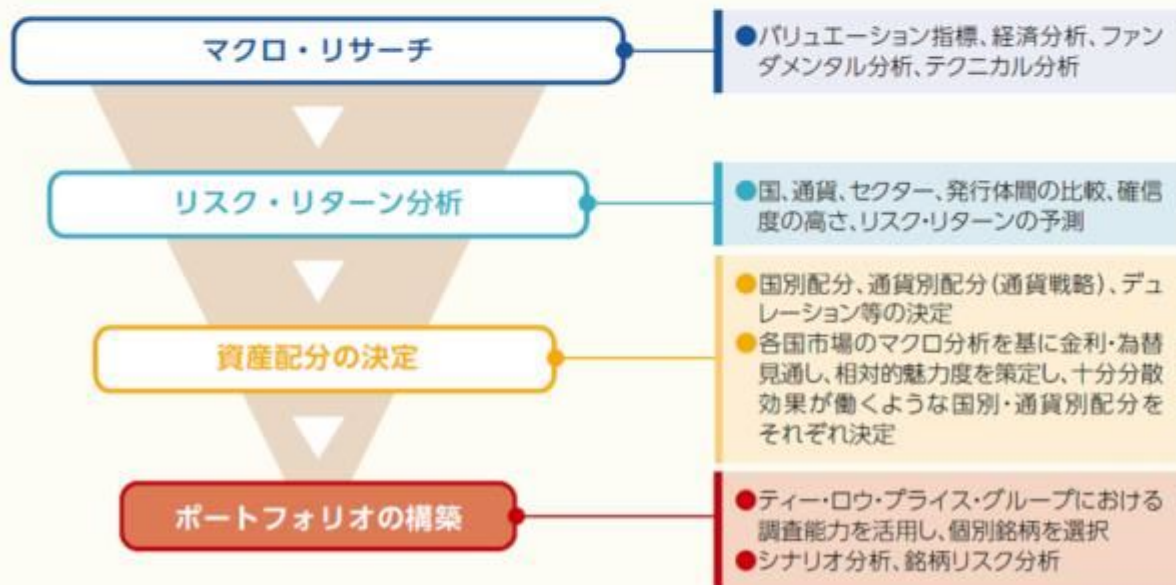 マクロ・リサーチ
●バリュエーション指標、経済分析、ファン
ダメンタル分析、テクニカル分析
リスク・リターン分析
●国、通貨、セクター、発行体間の比較、確信
度の高さ、リスク・リターンの予測
資産配分の決定
●国別配分、通貨別配分(通貨戦略)、デュ
レーション等の決定
●各国市場のマクロ分析を基に金利・為替
見通し、相対的魅力度を策定し、十分分散
効果が働くような国別・通貨別配分を
それぞれ決定
ポートフォリオの構築
●ティー・ロウ・プライス・グループにおける
調査能力を活用し、個別銘柄を選択
●シナリオ分析、銘柄リスク分析